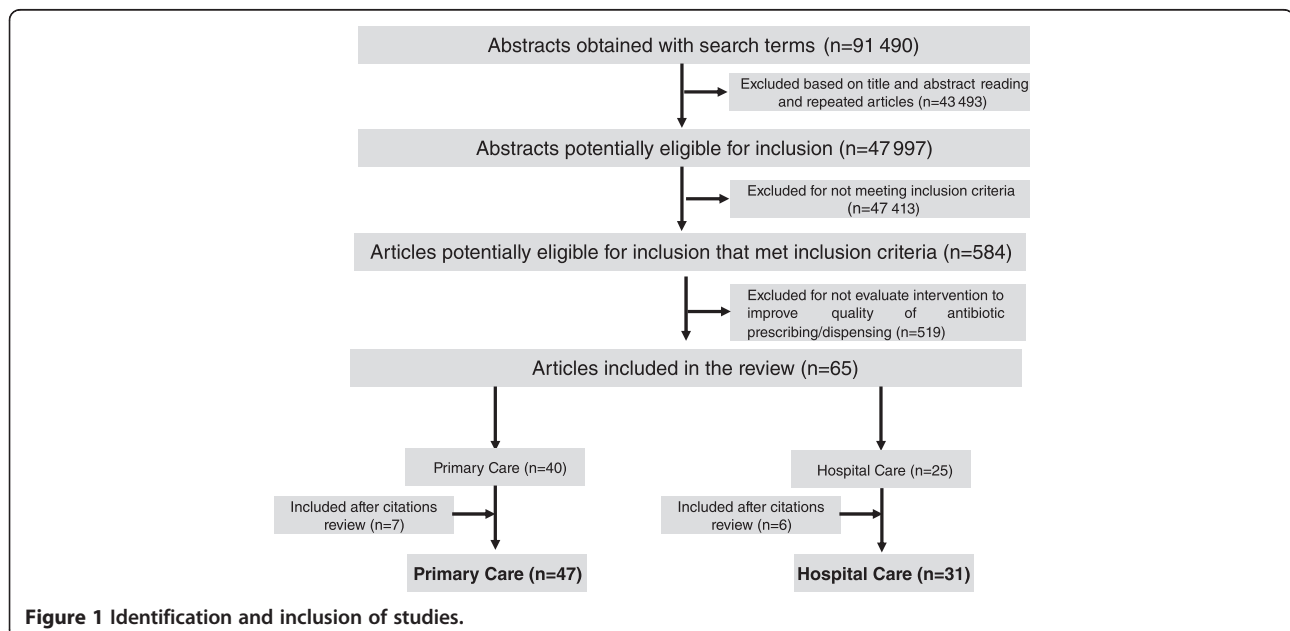 Abstracts obtained with search terms (n=91 490)
Excluded based on title and abstract reading
and repeated articles (n=43 493)
Abstracts potentially eligible for inclusion (n=47 997)
Excluded for not meeting inclusion criteria
(n=47 413)
Articles potentially eligible for inclusion that met inclusion criteria (n=584)
Excluded for not evaluate intervention to
improve quality of antibiotic
prescribing/dispensing (n=519)
Articles included in the review (n=65)
Primary Care (n=40)
Hospital Care (n=25)
Included after citations
review (n=7)
Included after citations
review (n=6)
Primary Care (n=47)
Hospital Care (n=31)
Figure 1 Identification and inclusion of studies.